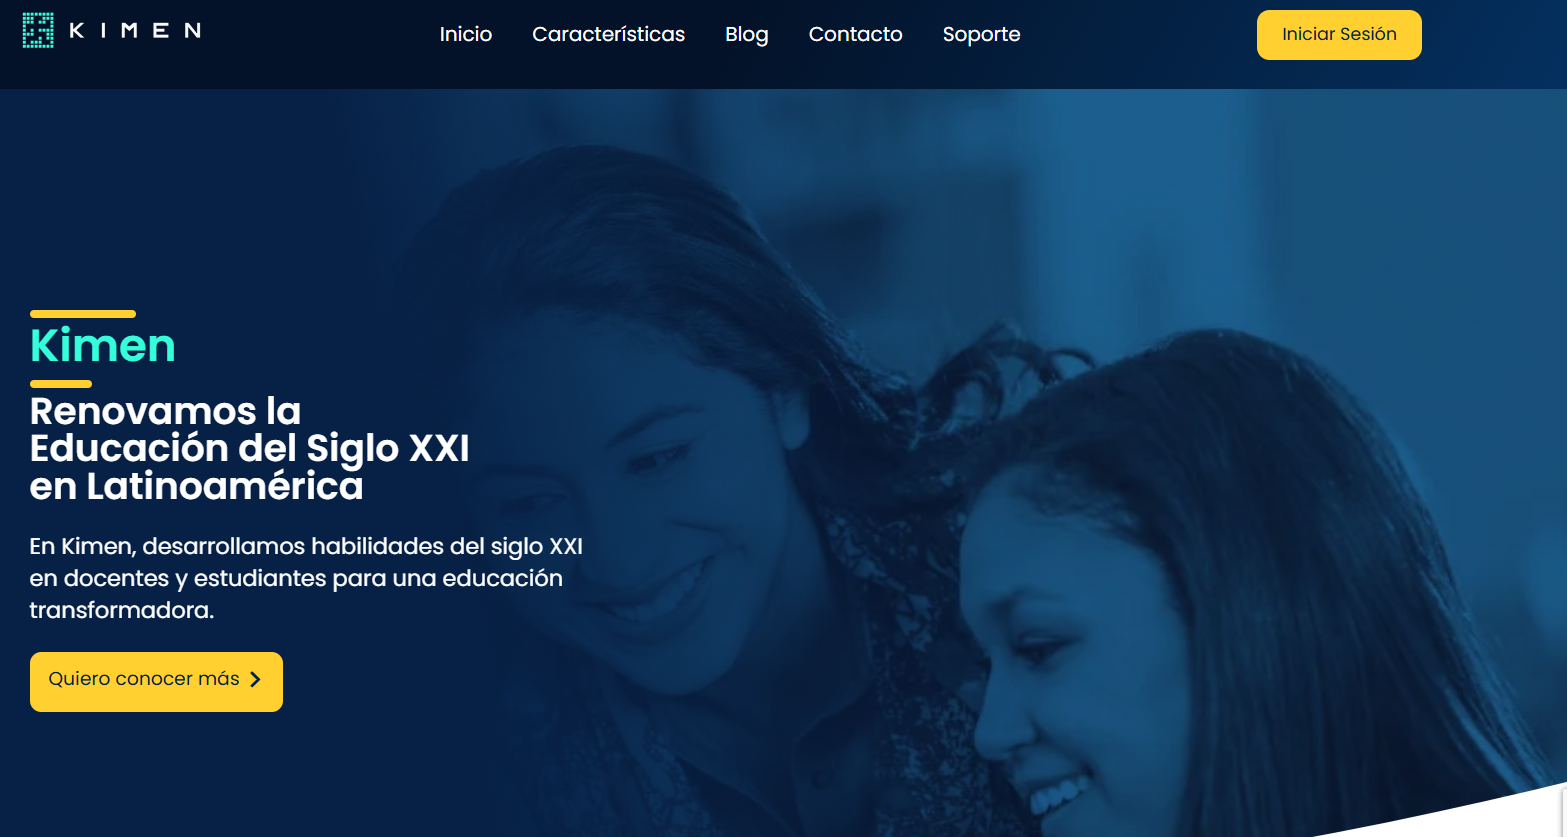 KIMEN
Inicio
Características
Blog
Contacto
Soporte
Iniciar Sesión
Kimen
Renovamos la
Educación del Siglo XXI
en Latinoamérica
En Kimen, desarrollamos habilidades del siglo XXI
en docentes y estudiantes para una educación
transformadora.
Quiero conocer más